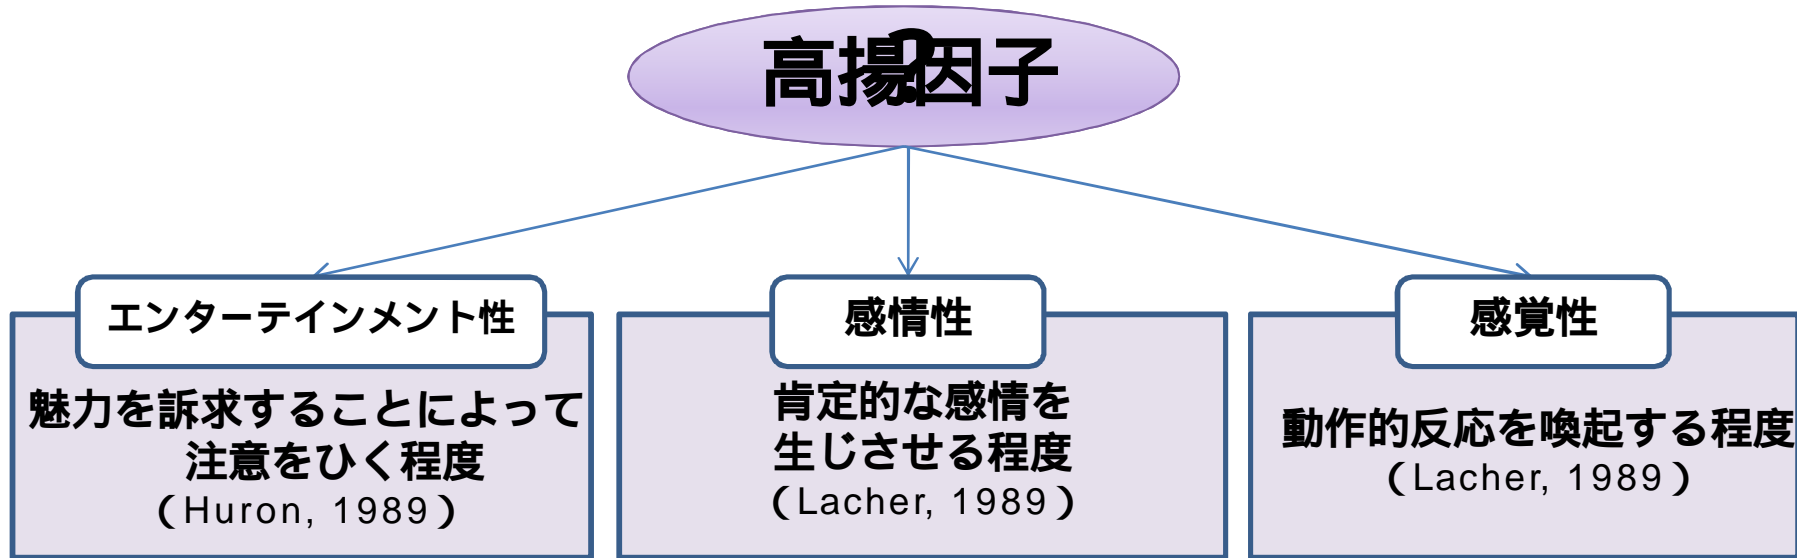 高揚因子
?
エンターテインメント性
感情性
感覚性
魅力を訴求することによって
注意をひく程度
(Huron, 1989)
肯定的な感情を
生じさせる程度
(Lacher, 1989)
動作的反応を喚起する程度
(Lacher, 1989)